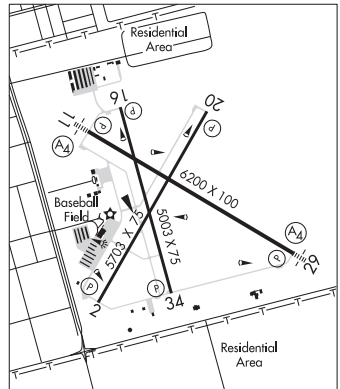 Residential
Area
16
20
11
P
P
P
A4
6200 X 100
Baseball
Field
5703 X 75
5003 X 75
A4
29
P
P
P
2
34
Residential
Area